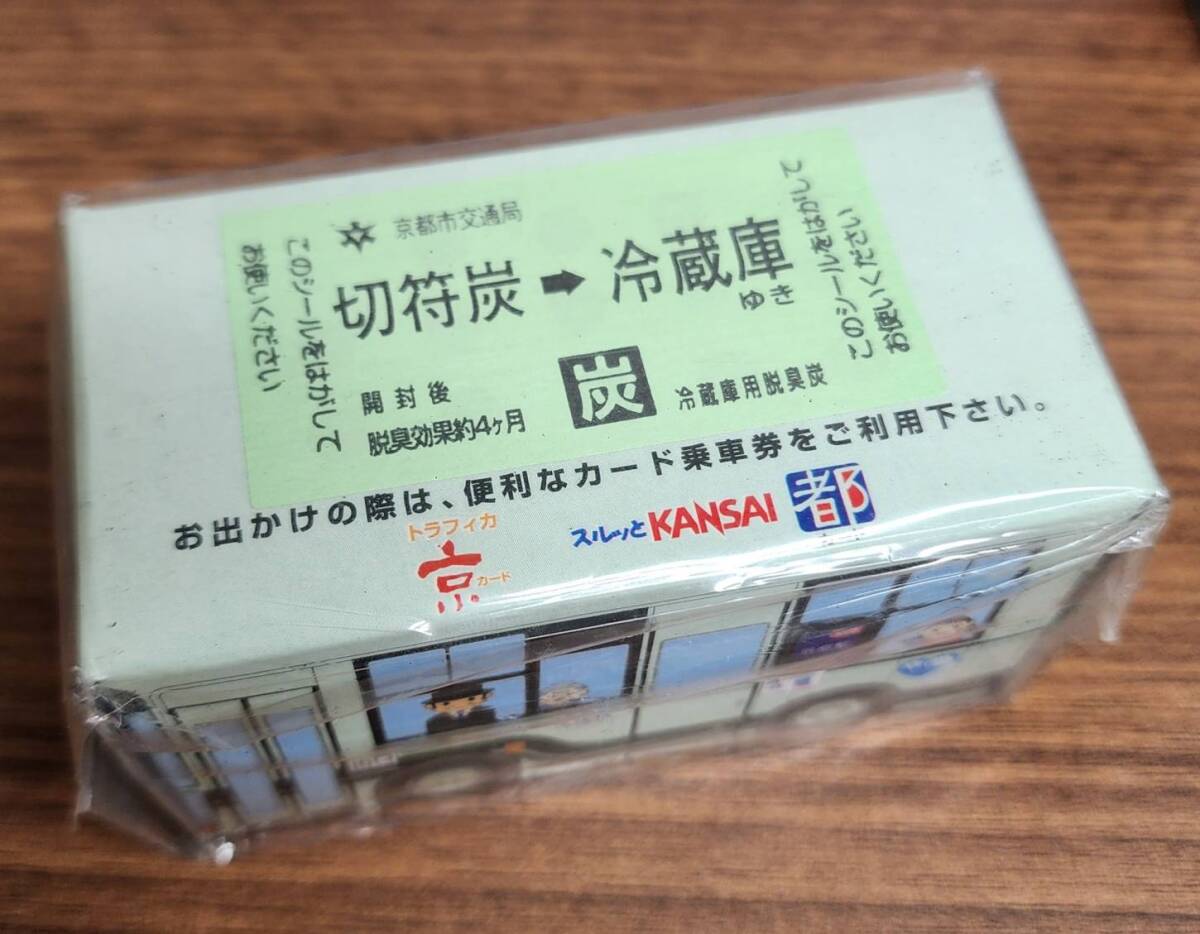 京都市交通局
切符炭➡冷蔵庫
ゆき
このシールをはがして
お使いください
開封後
脱臭効果約4ヶ月
炭
冷蔵庫用脱臭炭
このシールをはがして
お使いください
お出かけの際は、便利なカード乗車券をご利用下さい。
トラフィカ
京カード
スルッとKANSAI
都
カード